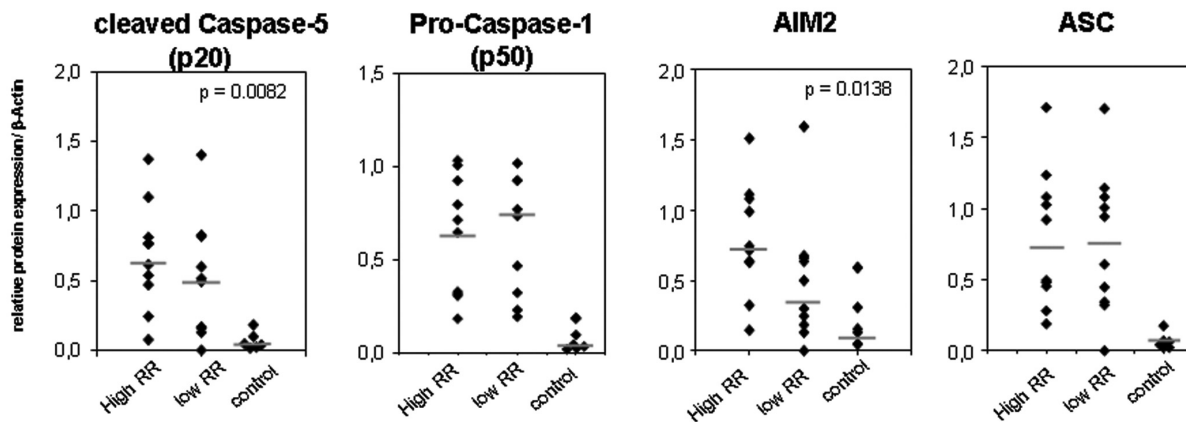 cleaved Caspase-5
(p20)
Pro-Caspase-1
(p50)
AIM2
ASC
relative protein expression/ β-Actin
2,0
1,5
1,0
0,5
0,0
p = 0.0082
High RR
low RR
control
1,5
1,0
0,5
0,0
High RR
low RR
control
2,0
1,5
1,0
0,5
0,0
p = 0.0138
High RR
low RR
control
2,0
1,5
1,0
0,5
0,0
High RR
low RR
control